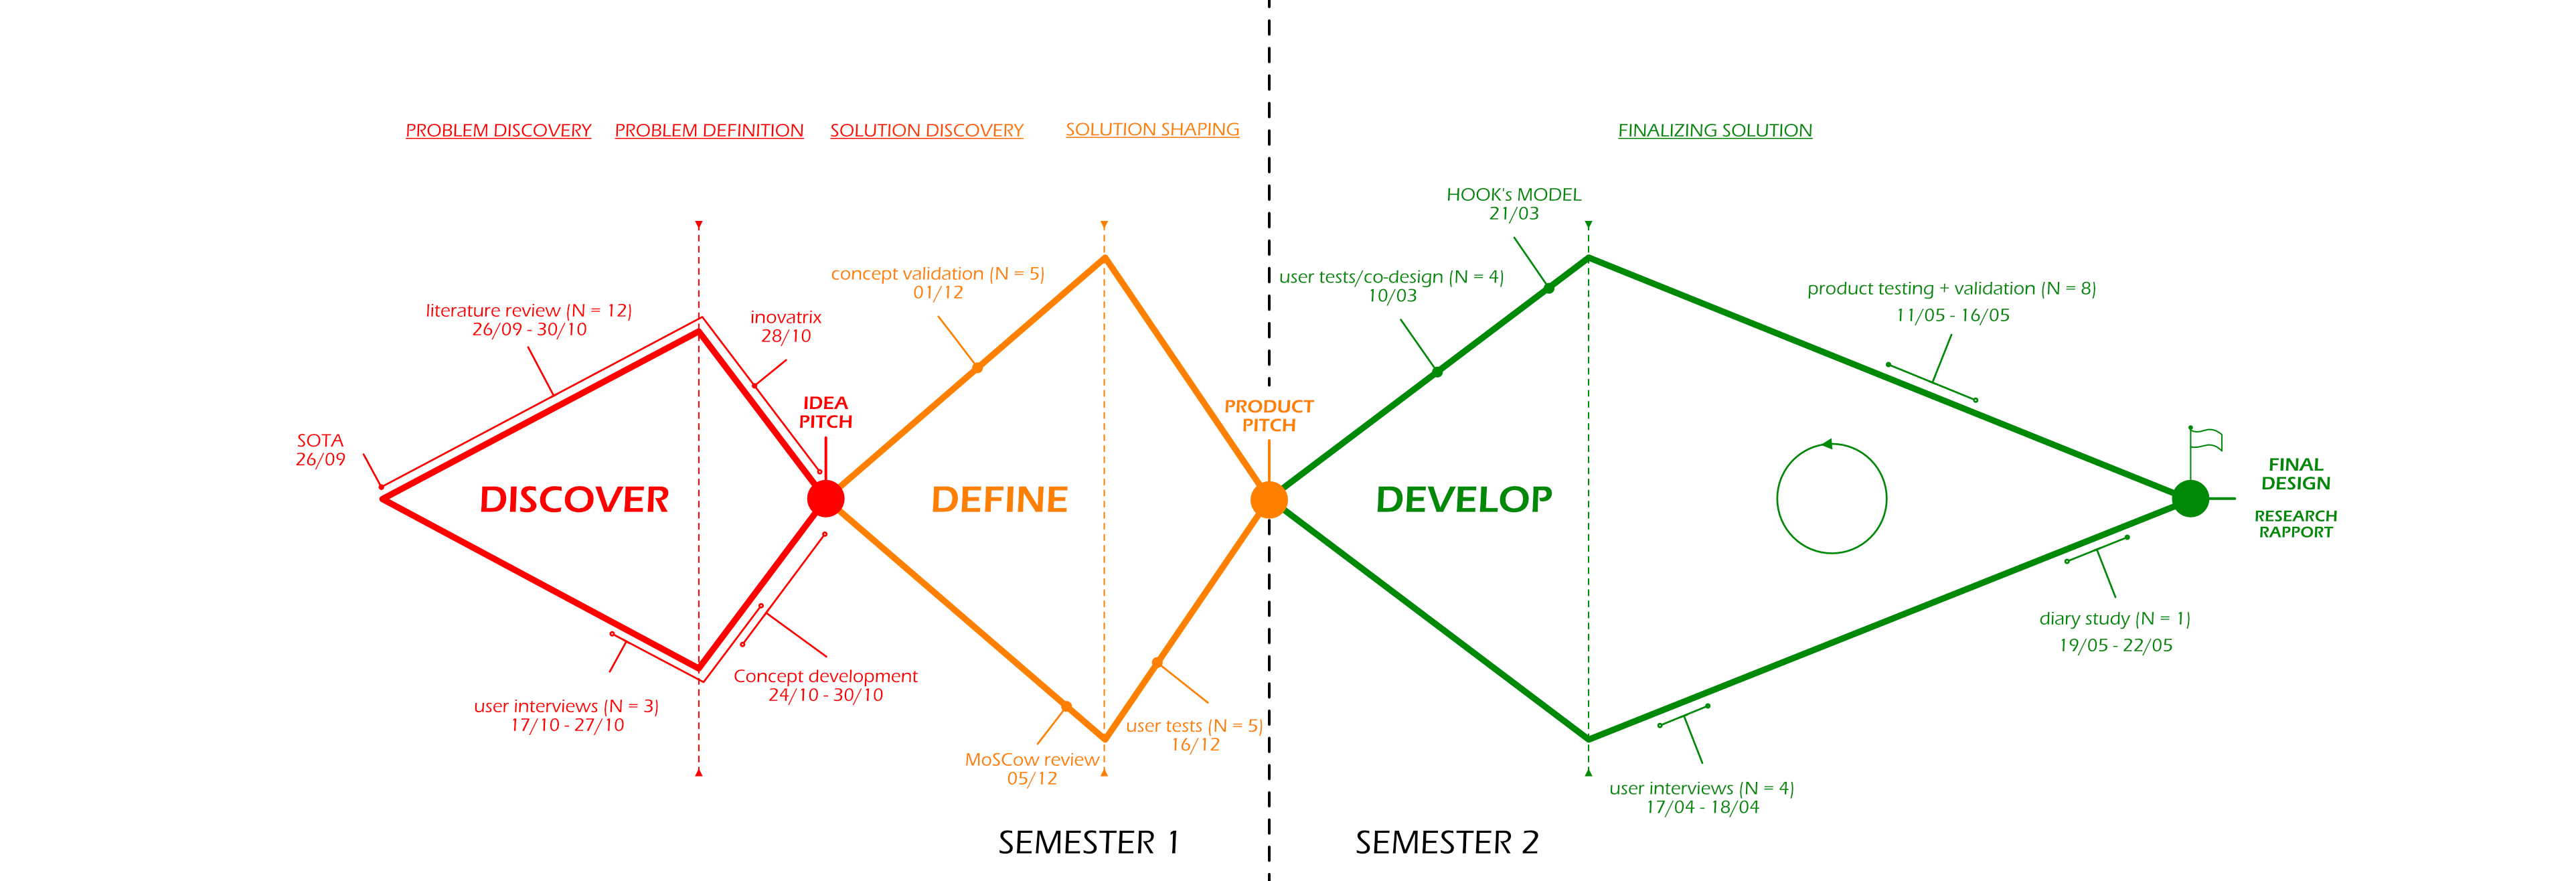 PROBLEM DISCOVERY
PROBLEM DEFINITION
SOLUTION DISCOVERY
SOLUTION SHAPING
FINALIZING SOLUTION
SOTA
26/09
literature review (N = 12)
26/09 - 30/10
inovatrix
28/10
IDEA
PITCH
DISCOVER
user interviews (N = 3)
17/10 - 27/10
Concept development
24/10 - 30/10
concept validation (N = 5)
01/12
DEFINE
MoSCow review
05/12
user tests (N = 5)
16/12
PRODUCT
PITCH
HOOK's MODEL
21/03
user tests/co-design (N = 4)
10/03
DEVELOP
product testing + validation (N = 8)
11/05 - 16/05
user interviews (N = 4)
17/04 - 18/04
diary study (N = 1)
19/05 - 22/05
FINAL
DESIGN
RESEARCH
RAPPORT
SEMESTER 1
SEMESTER 2